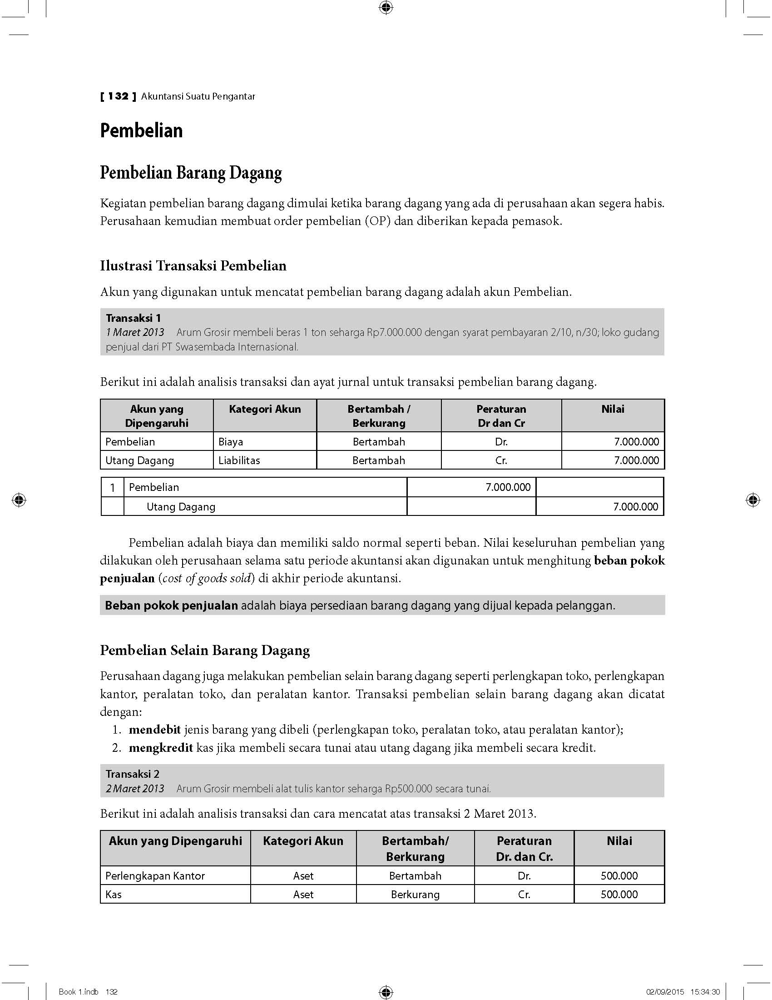 [ 132 ] Akuntansi Suatu Pengantar
Pembelian
Pembelian Barang Dagang
Kegiatan pembelian barang dagang dimulai ketika barang dagang yang ada di perusahaan akan segera habis.
Perusahaan kemudian membuat order pembelian (OP) dan diberikan kepada pemasok.
Ilustrasi Transaksi Pembelian
Akun yang digunakan untuk mencatat pembelian barang dagang adalah akun Pembelian.
Transaksi 1
1 Maret 2013 Arum Grosir membeli beras 1 ton seharga Rp7.000.000 dengan syarat pembayaran 2/10, n/30; loko gudang
penjual dari PT Swasembada Internasional.
Berikut ini adalah analisis transaksi dan ayat jurnal untuk transaksi pembelian barang dagang.
Akun yang Dipengaruhi Kategori Akun Bertambah / Berkurang Peraturan Dr dan Cr Nilai
Pembelian Biaya Bertambah Dr. 7.000.000
Utang Dagang Liabilitas Bertambah Cr. 7.000.000
1 Pembelian 7.000.000
Utang Dagang 7.000.000
Pembelian adalah biaya dan memiliki saldo normal seperti beban. Nilai keseluruhan pembelian yang
dilakukan oleh perusahaan selama satu periode akuntansi akan digunakan untuk menghitung beban pokok
penjualan (cost of goods sold) di akhir periode akuntansi.
Beban pokok penjualan adalah biaya persediaan barang dagang yang dijual kepada pelanggan.
Pembelian Selain Barang Dagang
Perusahaan dagang juga melakukan pembelian selain barang dagang seperti perlengkapan toko, perlengkapan
kantor, peralatan toko, dan peralatan kantor. Transaksi pembelian selain barang dagang akan dicatat
dengan:
1. mendebit jenis barang yang dibeli (perlengkapan toko, peralatan toko, atau peralatan kantor);
2. mengkredit kas jika membeli secara tunai atau utang dagang jika membeli secara kredit.
Transaksi 2
2 Maret 2013 Arum Grosir membeli alat tulis kantor seharga Rp500.000 secara tunai.
Berikut ini adalah analisis transaksi dan cara mencatat atas transaksi 2 Maret 2013.
Akun yang Dipengaruhi Kategori Akun Bertambah/ Berkurang Peraturan Dr. dan Cr. Nilai
Perlengkapan Kantor Aset Bertambah Dr. 500.000
Kas Aset Berkurang Cr. 500.000
Book 1.indb 132 02/09/2015 15:34:30